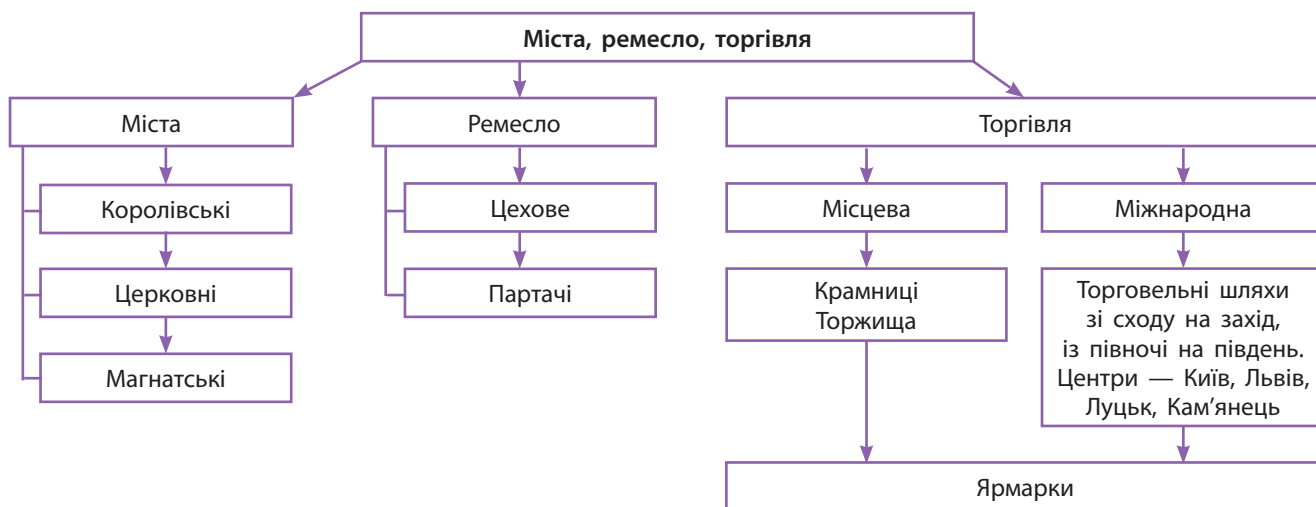 Міста, ремесло, торгівля
Міста
Ремесло
Торгівля
Королівські
Цехове
Місцева
Міжнародна
Церковні
Партачі
Крамниці
Торжища
Торговельні шляхи
зі сходу на захід,
із півночі на південь.
Центри — Київ, Львів,
Луцьк, Кам'янець
Магнатські
Ярмарки